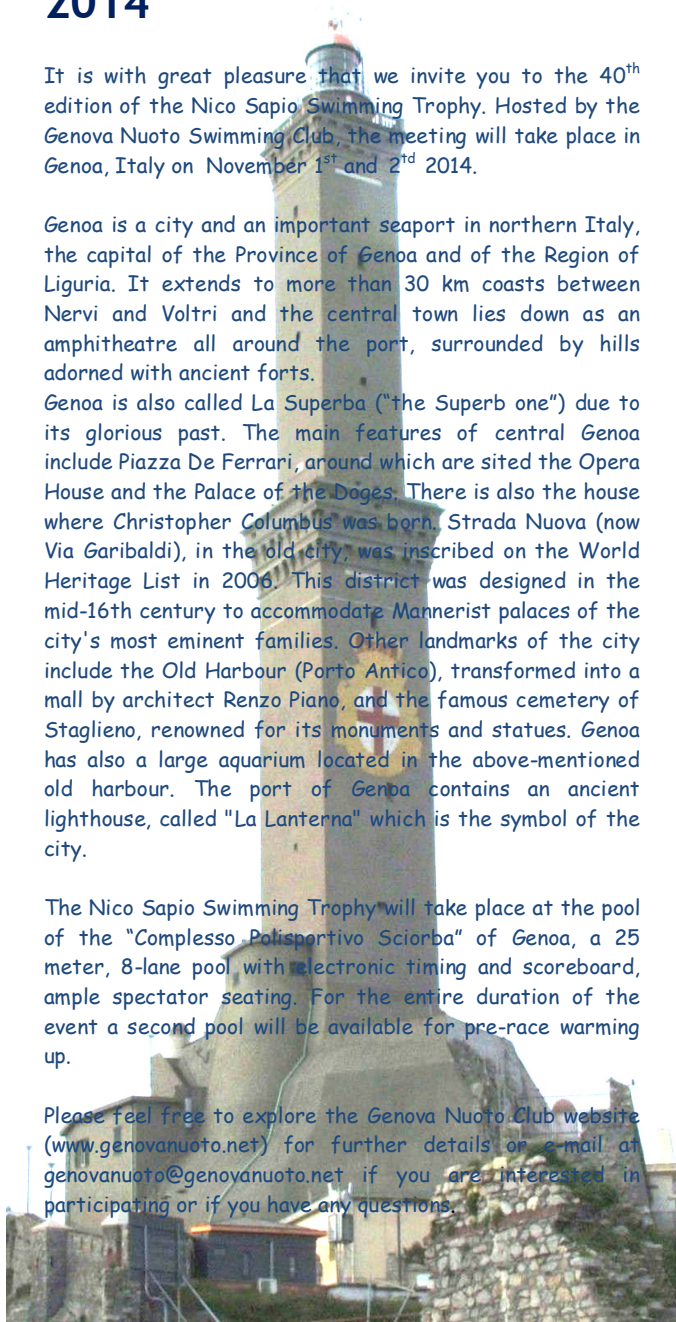 2014
It is with great pleasure that we invite you to the 40th
edition of the Nico Sapio Swimming Trophy. Hosted by the
Genova Nuoto Swimming Club, the meeting will take place in
Genoa, Italy on November 1st and 2td 2014.
Genoa is a city and an important seaport in northern Italy,
the capital of the Province of Genoa and of the Region of
Liguria. It extends to more than 30 km coasts between
Nervi and Voltri and the central town lies down as an
amphitheatre all around the port, surrounded by hills
adorned with ancient forts.
Genoa is also called La Superba (“the Superb one”) due to
its glorious past. The main features of central Genoa
include Piazza De Ferrari, around which are sited the Opera
House and the Palace of the Doges. There is also the house
where Christopher Columbus was born. Strada Nuova (now
Via Garibaldi), in the old city, was inscribed on the World
Heritage List in 2006. This district was designed in the
mid-16th century to accommodate Mannerist palaces of the
city's most eminent families. Other landmarks of the city
include the Old Harbour (Porto Antico), transformed into a
mall by architect Renzo Piano, and the famous cemetery of
Staglieno, renowned for its monuments and statues. Genoa
has also a large aquarium located in the above-mentioned
old harbour. The port of Genoa contains an ancient
lighthouse, called "La Lanterna" which is the symbol of the
city.
The Nico Sapio Swimming Trophy will take place at the pool
of the “Complesso Polisportivo Sciorba” of Genoa, a 25
meter, 8-lane pool with electronic timing and scoreboard,
ample spectator seating. For the entire duration of the
event a second pool will be available for pre-race warming
up.
Please feel free to explore the Genova Nuoto Club website
(www.genovanuoto.net) for further details or e-mail at
genovanuoto@genovanuoto.net if you are interested in
participating or if you have any questions.